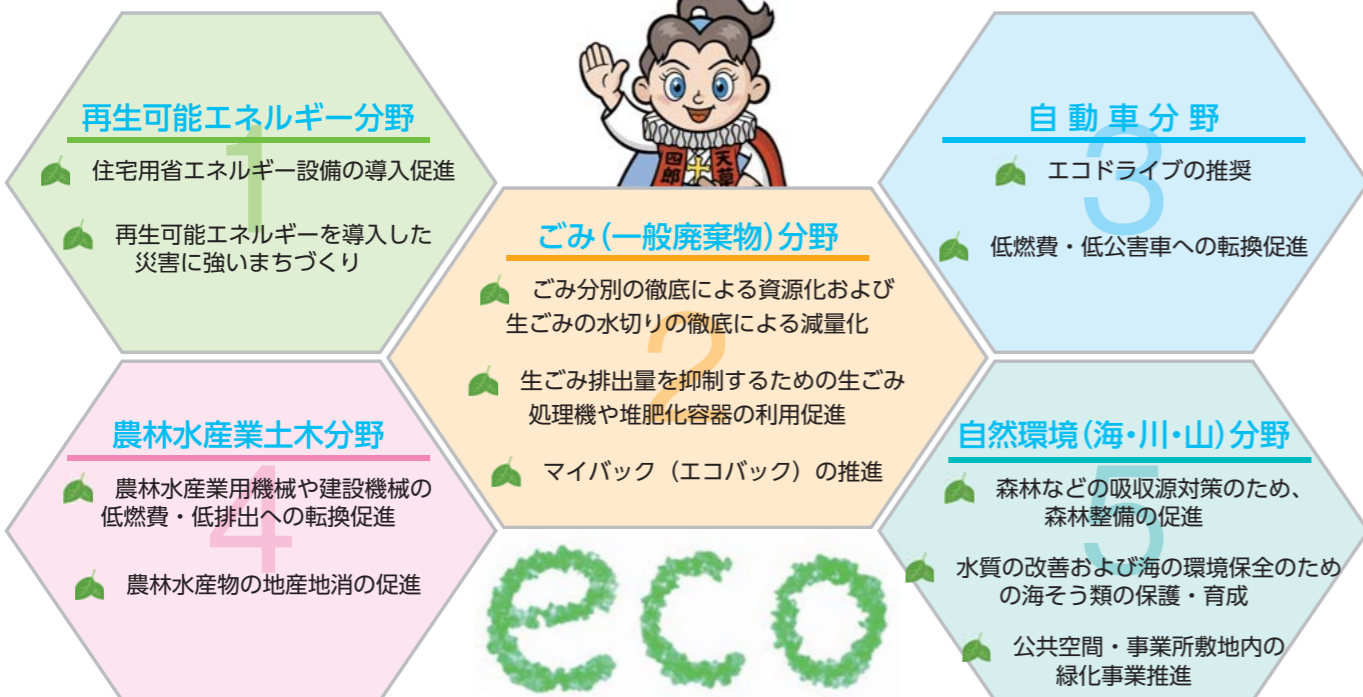 再生可能エネルギー分野
1
住宅用省エネルギー設備の導入促進
再生可能エネルギーを導入した
災害に強いまちづくり
天草
四郎
ごみ(一般廃棄物)分野
2
ごみ分別の徹底による資源化および
生ごみの水切りの徹底による減量化
生ごみ排出量を抑制するための生ごみ
処理機や堆肥化容器の利用促進
マイバック（エコバック）の推進
自動車分野
3
エコドライブの推奨
低燃費・低公害車への転換促進
農林水産業土木分野
4
農林水産業用機械や建設機械の
低燃費・低排出への転換促進
農林水産物の地産地消の促進
自然環境(海・川・山)分野
5
森林などの吸収源対策のため、
森林整備の促進
水質の改善および海の環境保全のため
の海そう類の保護・育成
公共空間・事業所敷地内の
緑化事業推進
eco